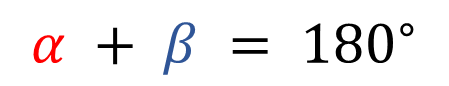 α + β = 180°